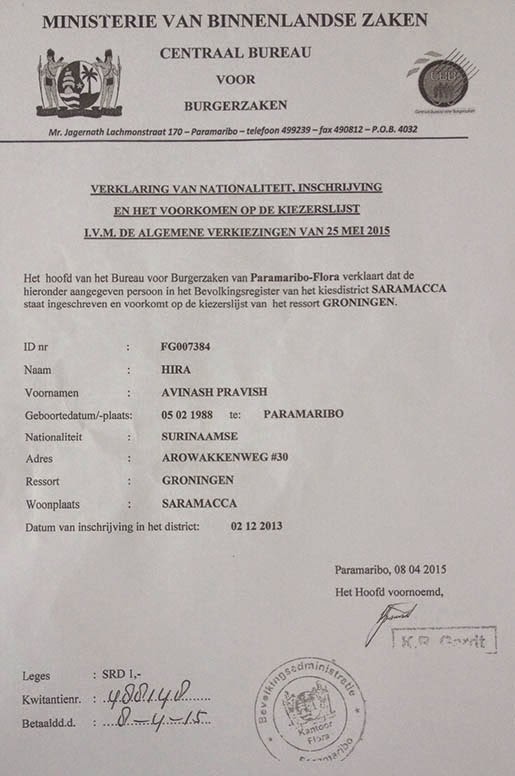 MINISTERIE VAN BINNENLANDSE ZAKEN
CENTRAAL BUREAU
VOOR
BURGERZAKEN
CBB
Centraal Bureau voor Burgerzaken
Mr. Jagernath Lachmonstraat 170 – Paramaribo – telefoon 499239 – fax 490812 – P.O.B. 4032
VERKLARING VAN NATIONALITEIT, INSCHRIJVING
EN HET VOORKOMEN OP DE KIEZERSLIJST
I.V.M. DE ALGEMENE VERKIEZINGEN VAN 25 MEI 2015
Het hoofd van het Bureau voor Burgerzaken van Paramaribo-Flora verklaart dat de
hieronder aangegeven persoon in het Bevolkingsregister van het kiesdistrict SARAMACCA
staat ingeschreven en voorkomt op de kiezerslijst van het ressort GRONINGEN.
ID nr : FG007384
Naam : HIRA
Voornamen : AVINASH PRAVISH
Geboortedatum/-plaats: 05 02 1988 te: PARAMARIBO
Nationaliteit : SURINAAMSE
Adres : AROWAKKENWEG #30
Ressort : GRONINGEN
Woonplaats : SARAMACCA
Datum van inschrijving in het district: 02 12 2013
Paramaribo, 08 04 2015
Het Hoofd voornoemd,
K.R. Gerdt
Leges : SRD 1,-
Kwitantienr. : 488148
Betaaldd.d. : 8-4-15
Bevolkingsadministratie
Kantoor
Flora
Paramaribo